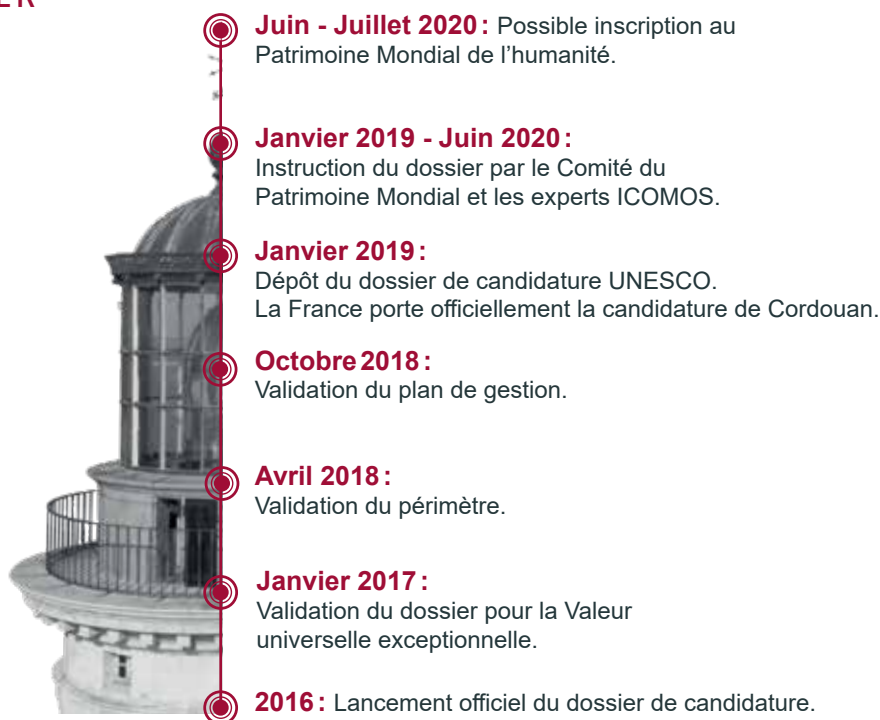 Juin - Juillet 2020 : Possible inscription au
Patrimoine Mondial de l’humanité.
Janvier 2019 - Juin 2020 :
Instruction du dossier par le Comité du
Patrimoine Mondial et les experts ICOMOS.
Janvier 2019 :
Dépôt du dossier de candidature UNESCO.
La France porte officiellement la candidature de Cordouan.
Octobre 2018 :
Validation du plan de gestion.
Avril 2018 :
Validation du périmètre.
Janvier 2017 :
Validation du dossier pour la Valeur
universelle exceptionnelle.
2016 : Lancement officiel du dossier de candidature.